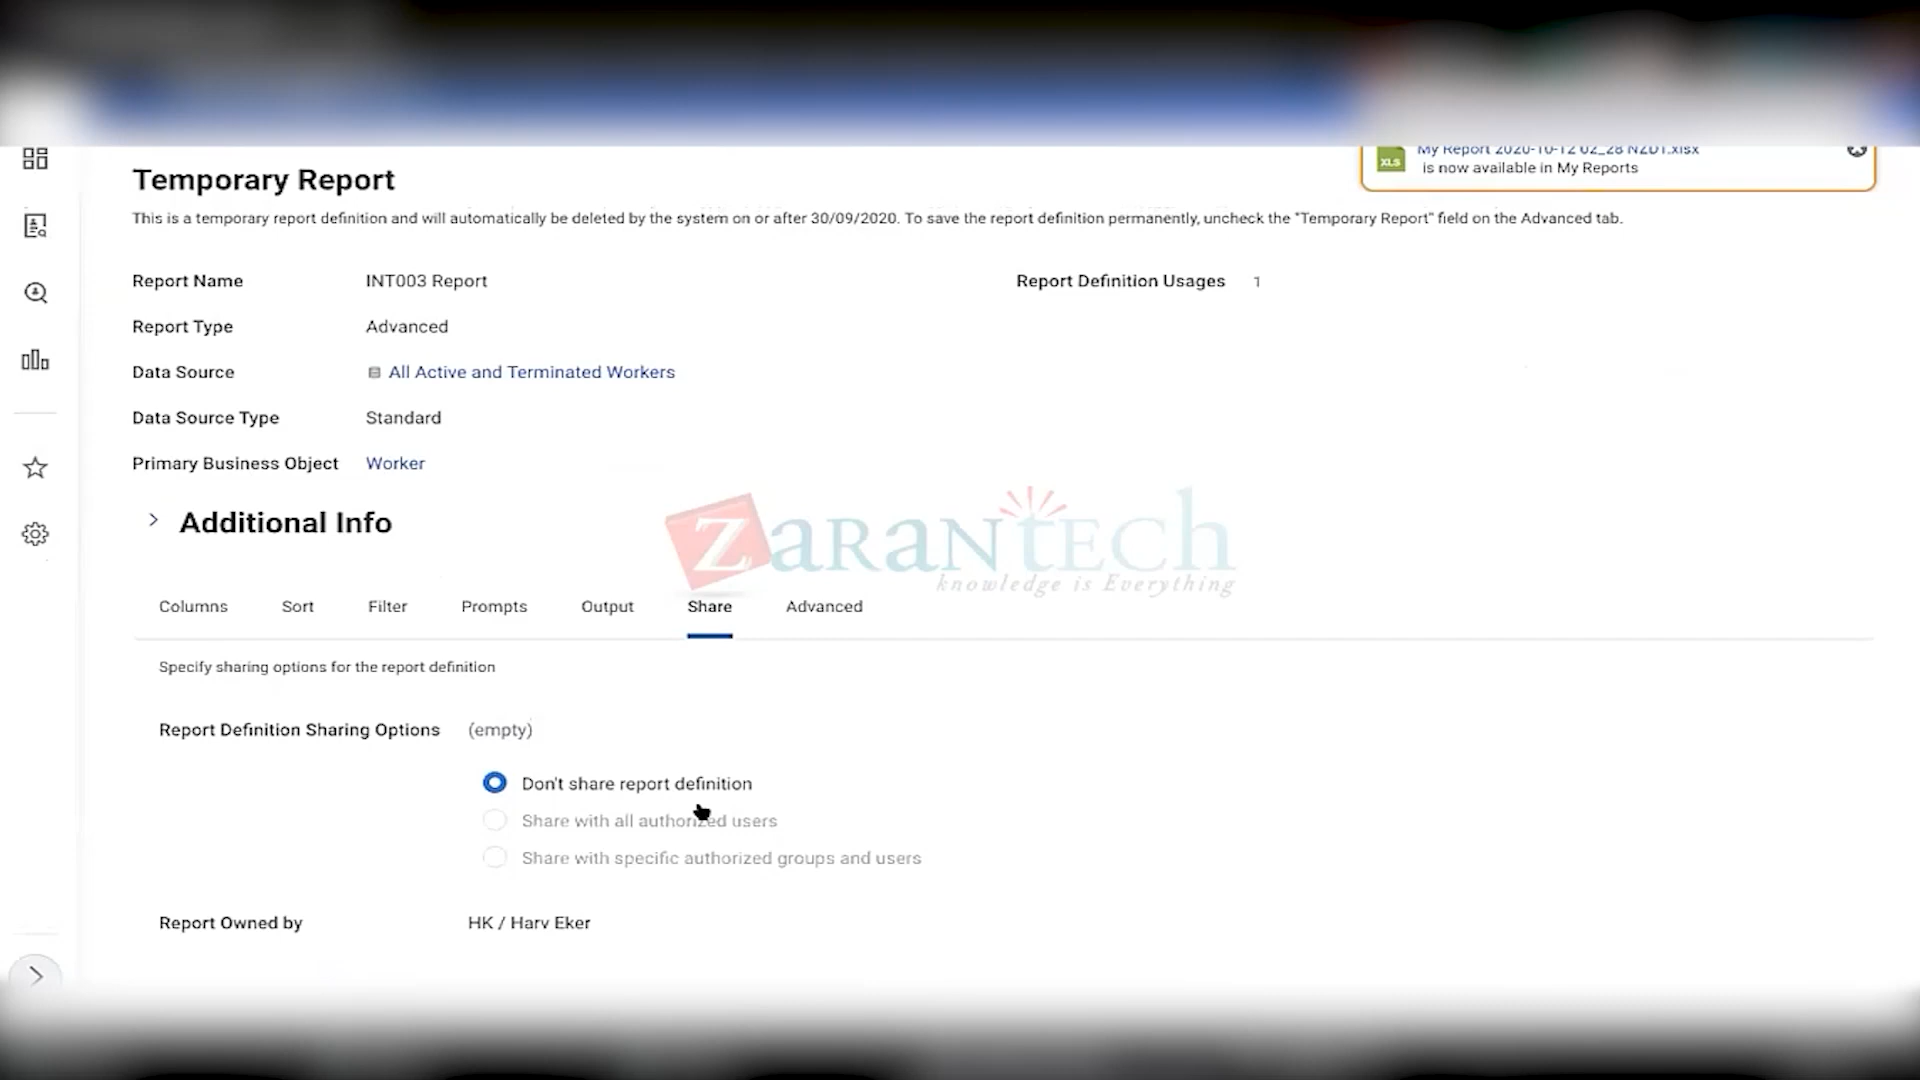 My Report 2020-10-12 02_28 NZDT.xlsx
XLS
is now available in My Reports
Temporary Report
This is a temporary report definition and will automatically be deleted by the system on or after 30/09/2020. To save the report definition permanently, uncheck the "Temporary Report" field on the Advanced tab.
Report Name INT003 Report
Report Definition Usages 1
Report Type Advanced
Data Source All Active and Terminated Workers
Data Source Type Standard
Primary Business Object Worker
Additional Info
ZaranTech
knowledge is Everything
Columns Sort Filter Prompts Output Share Advanced
Specify sharing options for the report definition
Report Definition Sharing Options (empty)
Don't share report definition
Share with all authorized users
Share with specific authorized groups and users
Report Owned by HK / Harv Eker